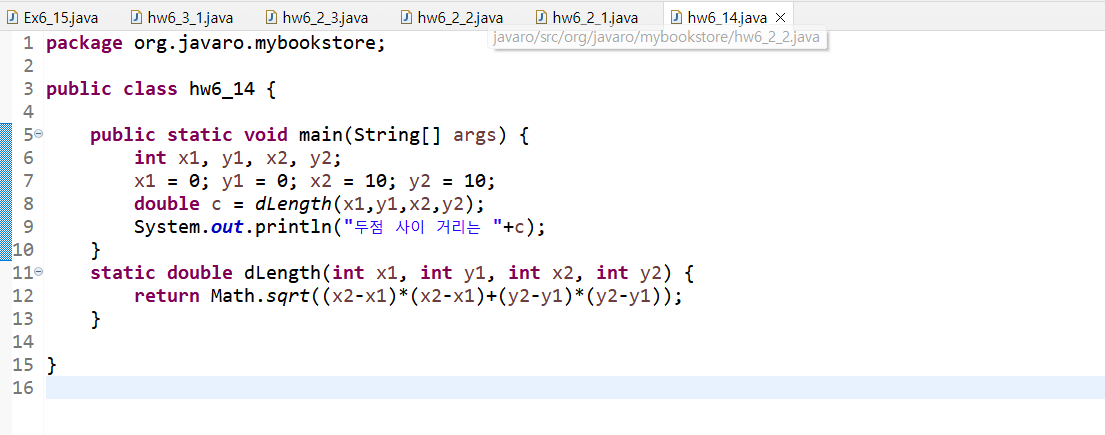 Ex6_15.java hw6_3_1.java hw6_2_3.java hw6_2_2.java hw6_2_1.java hw6_14.java
javaro/src/org/javaro/mybookstore/hw6_2_2.java
1 package org.javaro.mybookstore;
2
3 public class hw6_14 {
4
5 public static void main(String[] args) {
6 int x1, y1, x2, y2;
7 x1 = 0; y1 = 0; x2 = 10; y2 = 10;
8 double c = dLength(x1,y1,x2,y2);
9 System.out.println("두점 사이 거리는 "+c);
10 }
11 static double dLength(int x1, int y1, int x2, int y2) {
12 return Math.sqrt((x2-x1)*(x2-x1)+(y2-y1)*(y2-y1));
13 }
14
15 }
16